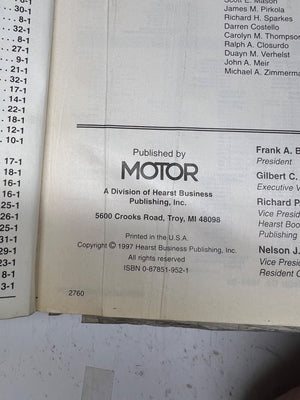 30-1
8-1
32-1
8-1
27-1
9-1
21-1
32-1
17-1
14-1
22-1
18-1
12-1
10-1
17-1
18-1
16-1
16-1
25-1
25-1
31-1
29-1
8-1
3-1
Scott E. Mason
James M. Pirkola
Richard H. Sparkes
Darren Costello
Carolyn M. Thompson
Ralph A. Closurdo
Duayn M. Verhelst
John A. Meir
Michael A. Zimmerma
Published by
MOTOR
A Division of Hearst Business
Publishing, Inc.
5600 Crooks Road, Troy, MI 48098
Printed in the U.S.A.
Copyright © 1997 Hearst Business Publishing, Inc.
All rights reserved
ISBN 0-87851-952-1
2760
Frank A. B
President
Gilbert C.
Executive V
Richard P
Vice Presid
Hearst Boo
Publishing
Nelson J.
Vice Presi
Resident C